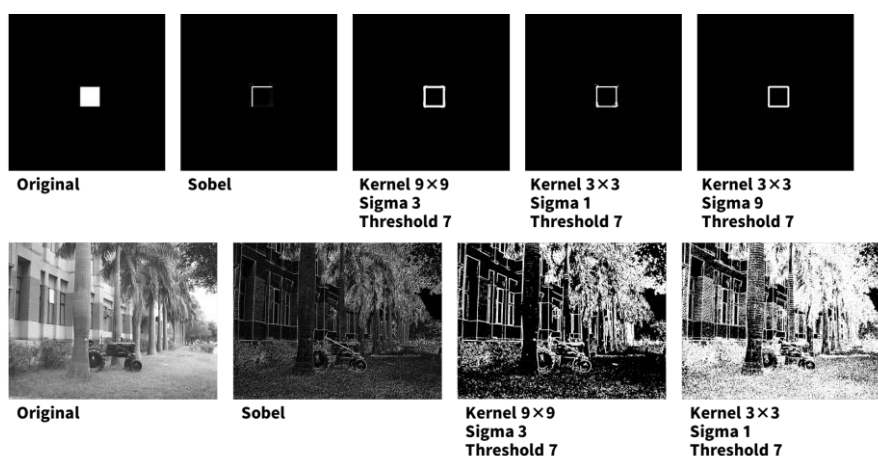 Original
Sobel
Kernel 9×9
Sigma 3
Threshold 7
Kernel 3×3
Sigma 1
Threshold 7
Kernel 3×3
Sigma 9
Threshold 7
Original
Sobel
Kernel 9×9
Sigma 3
Threshold 7
Kernel 3×3
Sigma 1
Threshold 7